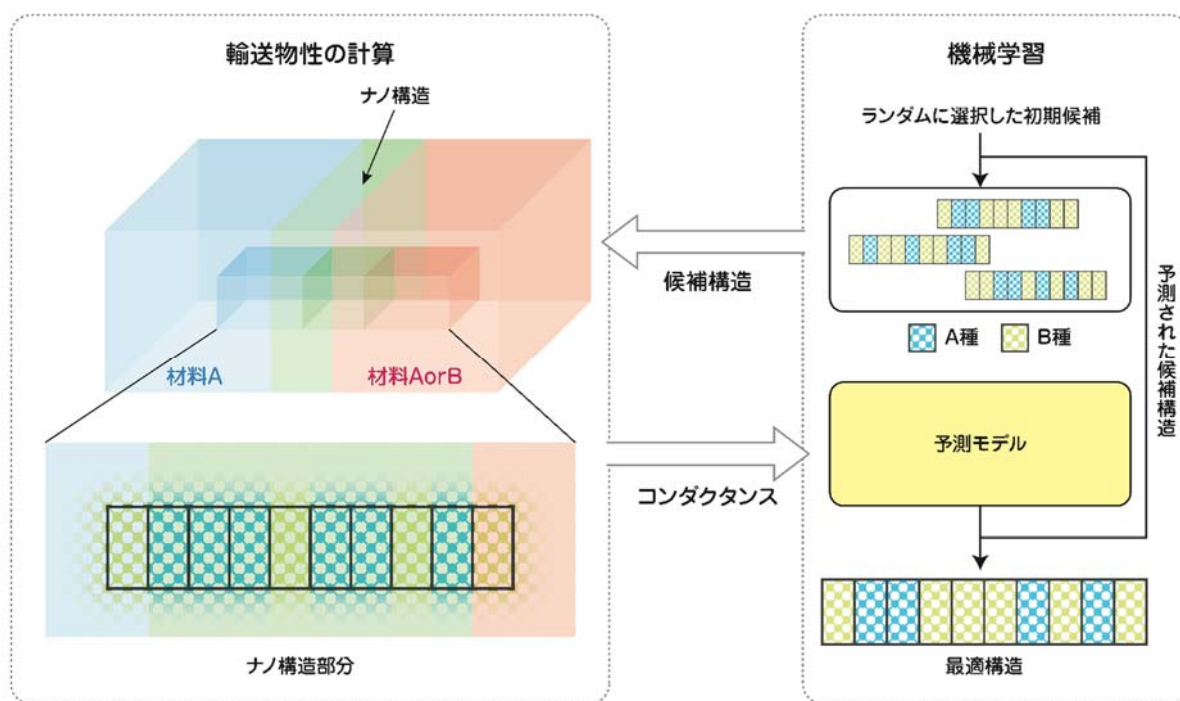 輸送物性の計算
ナノ構造
材料A
材料AorB
ナノ構造部分
候補構造
コンダクタンス
機械学習
ランダムに選択した初期候補
A種
B種
予測モデル
予測された候補構造
最適構造